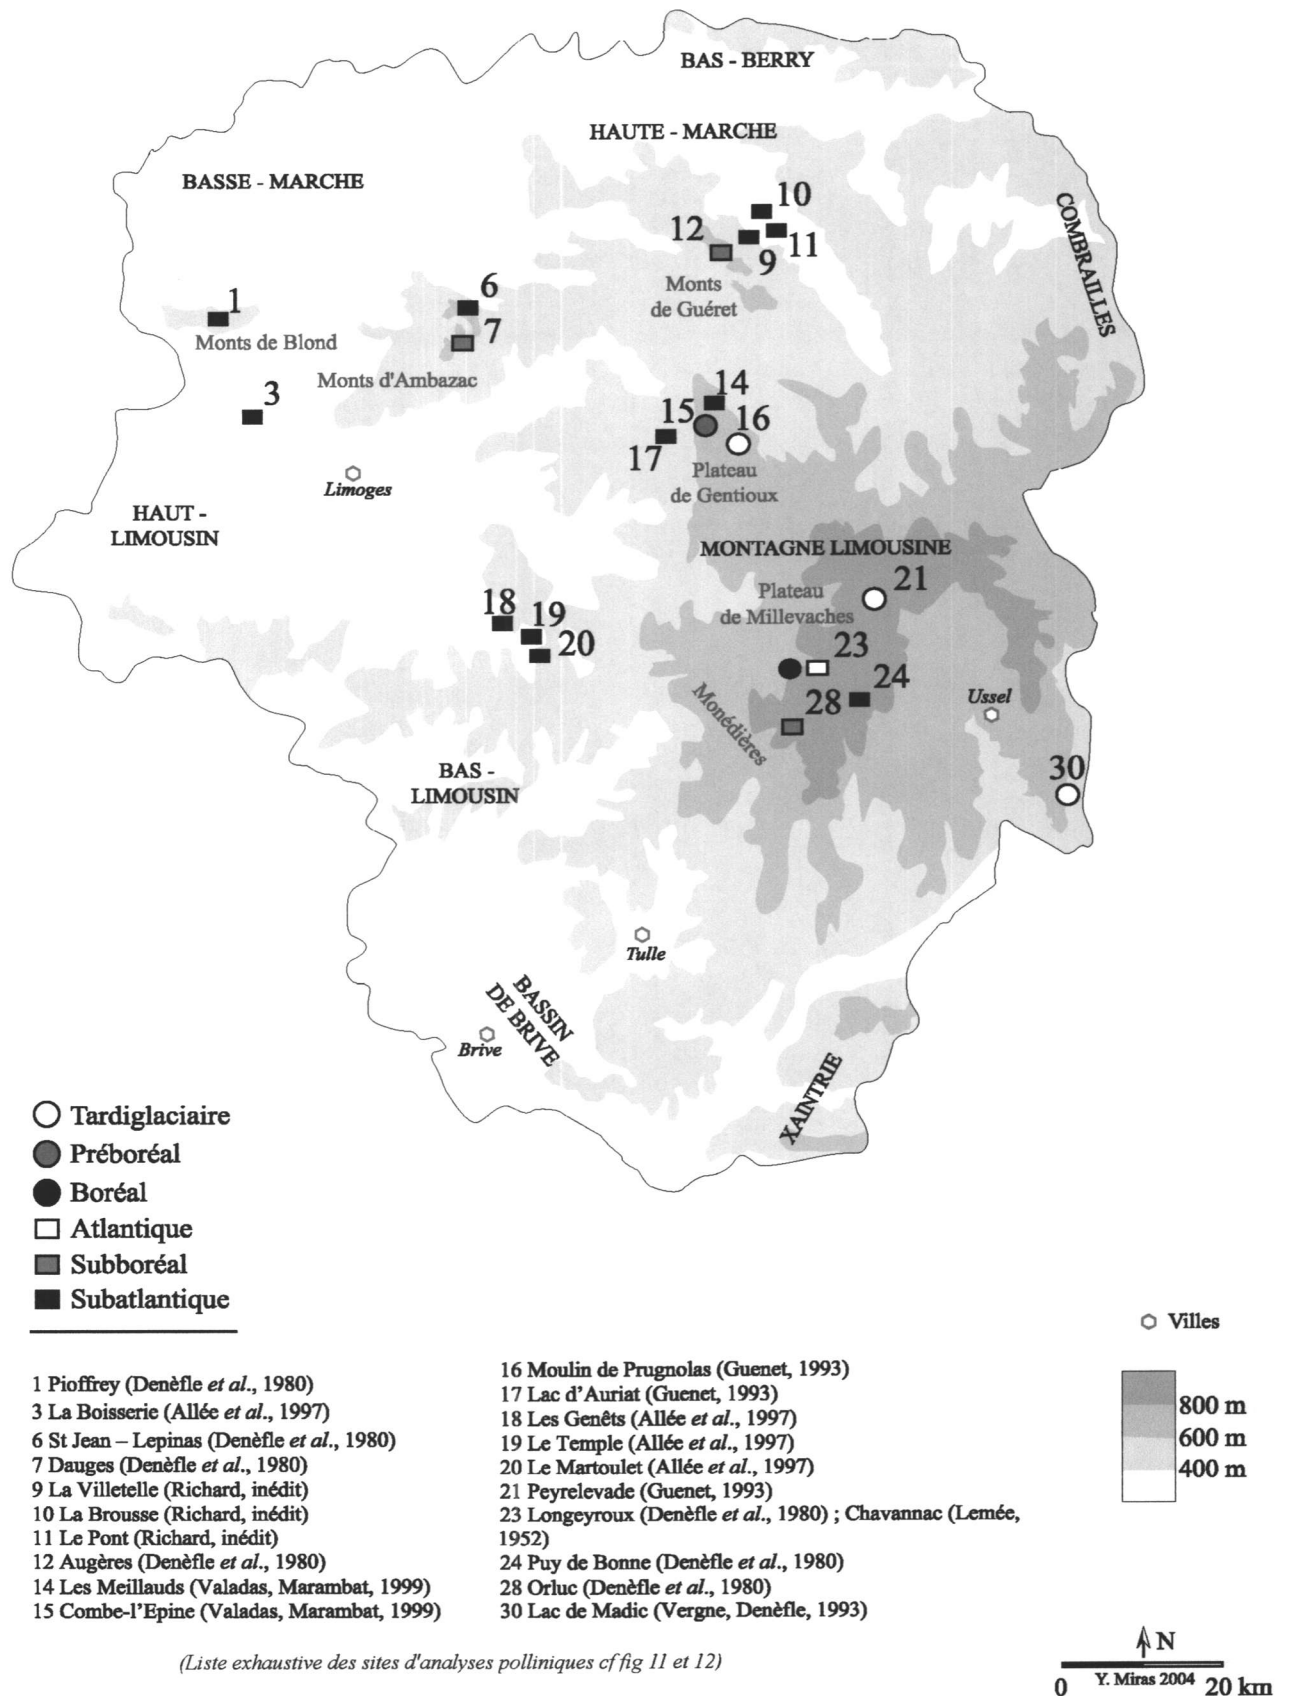 BAS - BERRY
HAUTE - MARCHE
BASSE - MARCHE
COMBRAILLES
10
12
11
9
Monts
de Guéret
6
1
7
Monts de Blond
Monts d'Ambazac
3
14
15
16
17
Plateau
de Gentioux
Limoges
HAUT -
LIMOUSIN
MONTAGNE LIMOUSINE
21
Plateau
de Millevaches
18
19
20
23
24
28
Monédières
Ussel
30
BAS -
LIMOUSIN
Tulle
BASSIN
DE BRIVE
Brive
XAINTRIE
Tardiglaciaire
Préboréal
Boréal
Atlantique
Subboréal
Subatlantique
Villes
800 m
600 m
400 m
1 Pioffrey (Denèfle et al., 1980)
3 La Boisserie (Allée et al., 1997)
6 St Jean – Lepinas (Denèfle et al., 1980)
7 Dauges (Denèfle et al., 1980)
9 La Villetelle (Richard, inédit)
10 La Brousse (Richard, inédit)
11 Le Pont (Richard, inédit)
12 Augères (Denèfle et al., 1980)
14 Les Meillauds (Valadas, Marambat, 1999)
15 Combe-l'Epine (Valadas, Marambat, 1999)
16 Moulin de Prugnolas (Guenet, 1993)
17 Lac d'Auriat (Guenet, 1993)
18 Les Genêts (Allée et al., 1997)
19 Le Temple (Allée et al., 1997)
20 Le Martoulet (Allée et al., 1997)
21 Peyrelevade (Guenet, 1993)
23 Longeyroux (Denèfle et al., 1980) ; Chavannac (Lemée,
1952)
24 Puy de Bonne (Denèfle et al., 1980)
28 Orluc (Denèfle et al., 1980)
30 Lac de Madic (Vergne, Denèfle, 1993)
(Liste exhaustive des sites d'analyses polliniques cf fig 11 et 12)
N
Y. Miras 2004
0 20 km